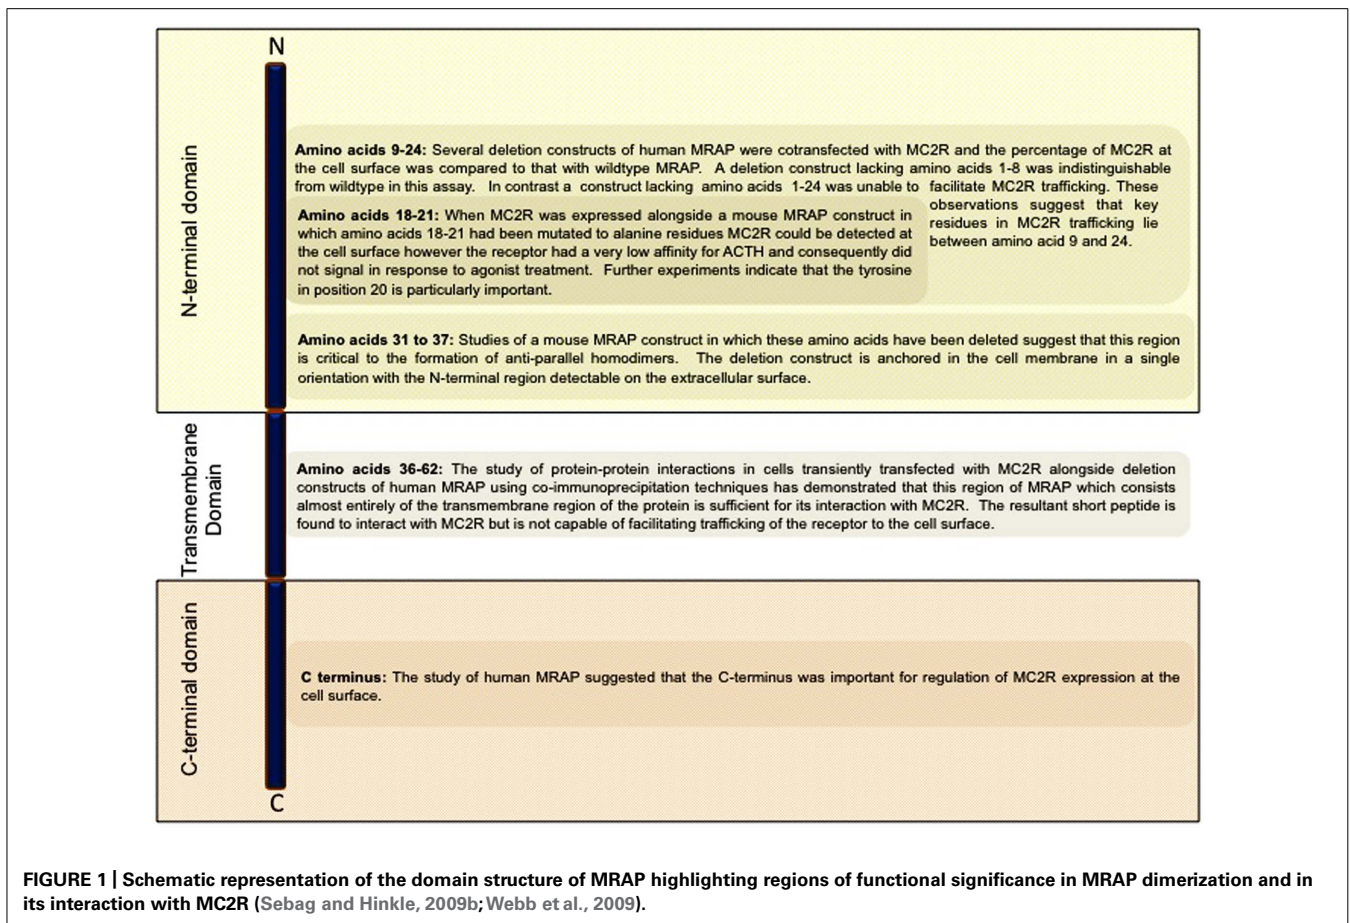 N
N-terminal domain
Amino acids 9-24: Several deletion constructs of human MRAP were cotransfected with MC2R and the percentage of MC2R at
the cell surface was compared to that with wildtype MRAP. A deletion construct lacking amino acids 1-8 was indistinguishable
from wildtype in this assay. In contrast a construct lacking amino acids 1-24 was unable to facilitate MC2R trafficking. These
observations suggest that key
residues in MC2R trafficking lie
between amino acid 9 and 24.
Amino acids 18-21: When MC2R was expressed alongside a mouse MRAP construct in
which amino acids 18-21 had been mutated to alanine residues MC2R could be detected at
the cell surface however the receptor had a very low affinity for ACTH and consequently did
not signal in response to agonist treatment. Further experiments indicate that the tyrosine
in position 20 is particularly important.
Amino acids 31 to 37: Studies of a mouse MRAP construct in which these amino acids have been deleted suggest that this region
is critical to the formation of anti-parallel homodimers. The deletion construct is anchored in the cell membrane in a single
orientation with the N-terminal region detectable on the extracellular surface.
Transmembrane
Domain
Amino acids 36-62: The study of protein-protein interactions in cells transiently transfected with MC2R alongside deletion
constructs of human MRAP using co-immunoprecipitation techniques has demonstrated that this region of MRAP which consists
almost entirely of the transmembrane region of the protein is sufficient for its interaction with MC2R. The resultant short peptide is
found to interact with MC2R but is not capable of facilitating trafficking of the receptor to the cell surface.
C-terminal domain
C terminus: The study of human MRAP suggested that the C-terminus was important for regulation of MC2R expression at the
cell surface.
C
FIGURE 1 | Schematic representation of the domain structure of MRAP highlighting regions of functional significance in MRAP dimerization and in
its interaction with MC2R (Sebag and Hinkle, 2009b; Webb et al., 2009).